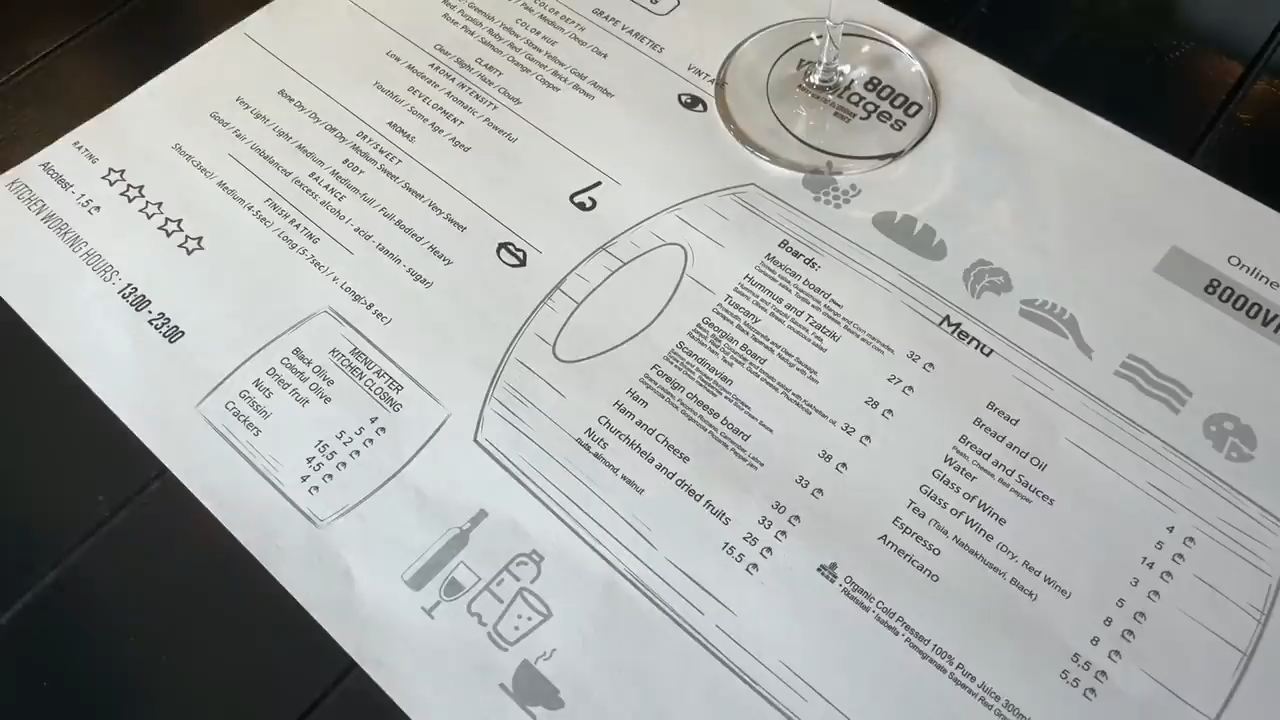 COLOR DEPTH
Pale / Medium / Deep / Dark
COLOR HUE
Greenish / Yellow / Straw Yellow / Gold / Amber
Red: Purplish / Ruby / Red / Garnet / Brick / Brown
Rose: Pink / Salmon / Orange / Copper
CLARITY
Clear / Slight / Haze / Cloudy
AROMA INTENSITY
Low / Moderate / Aromatic / Powerful
DEVELOPMENT
Youthful / Some Age / Aged
AROMAS:
DRY/SWEET
Bone Dry / Dry / Off Dry / Medium Sweet / Sweet / Very Sweet
BODY
Very Light / Light / Medium / Medium-full / Full-Bodied / Heavy
BALANCE
Good / Fair / Unbalanced (excess: alcohol - acid - tannin - sugar)
FINISH RATING
Short(<3sec) / Medium (4-5sec) / Long (5-7sec) / v. Long(>8 sec)
RATING
Alcotest - 1,5 ₾
KITCHEN WORKING HOURS: 13:00 - 23:00
GRAPE VARIETIES
VINTAGE
8000
vintages
MENU AFTER
KITCHEN CLOSING
Black Olive 4 ₾
Colorful Olive 5 ₾
Dried fruit 5.2 ₾
Nuts 15,5 ₾
Grissini 4,5 ₾
Crackers 4 ₾
Menu
Boards:
Mexican board (New) 32 ₾
Hummus and Tzatziki 27 ₾
Tuscany 28 ₾
Georgian Board 32 ₾
Scandinavian 38 ₾
Foreign cheese board 33 ₾
Ham 30 ₾
Ham and Cheese 33 ₾
Churchkhela and dried fruits 25 ₾
Nuts 15.5 ₾
nuts, almond, walnut
Bread 4 ₾
Bread and Oil 5 ₾
Bread and Sauces 14 ₾
Pesto, Cheese, Bell pepper
Water 3 ₾
Glass of Wine 5 ₾
Glass of Wine (Dry, Red Wine) 8 ₾
Tea (Tsia, Nabakhusevi, Black) 8 ₾
Espresso 5,5 ₾
Americano 5,5 ₾
Organic Cold Pressed 100% Pure Juice 300ml
* Rkatsiteli * Isabella * Pomegranate Saperavi Red
Online
8000VI